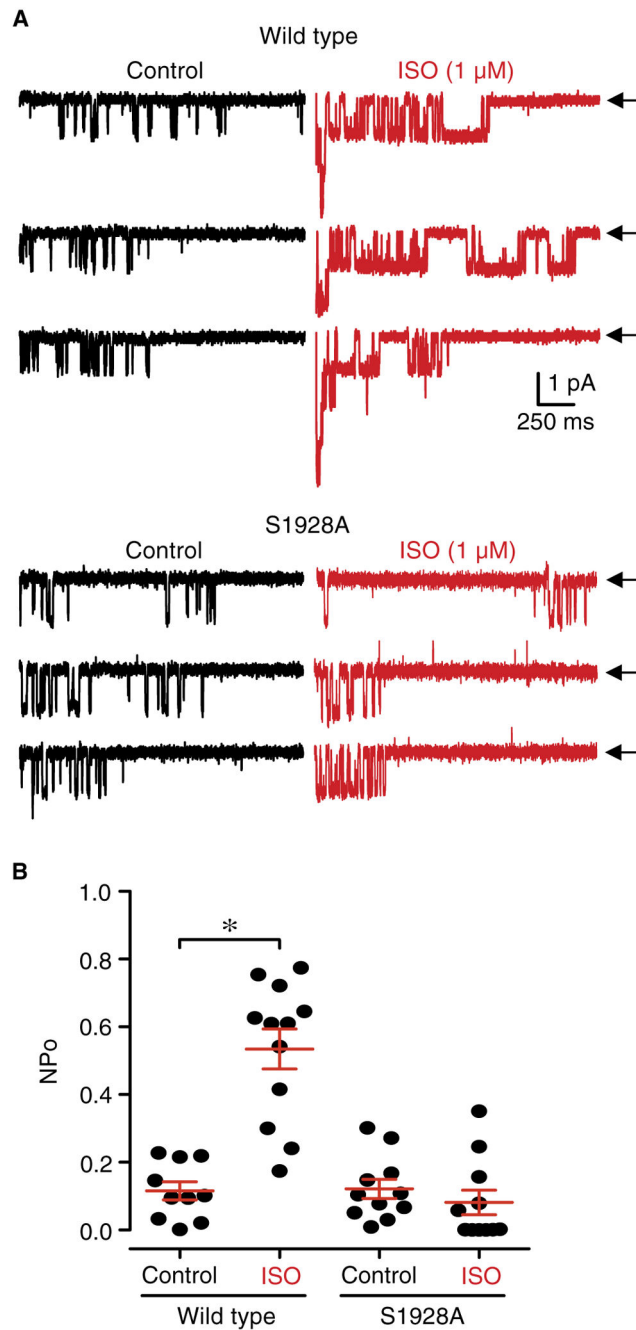 A
Wild type
Control ISO (1 µM)
1 pA
250 ms
S1928A
Control ISO (1 µM)
B
NPo
1.0
0.8
0.6
0.4
0.2
0.0
*
Control ISO Control ISO
Wild type S1928A